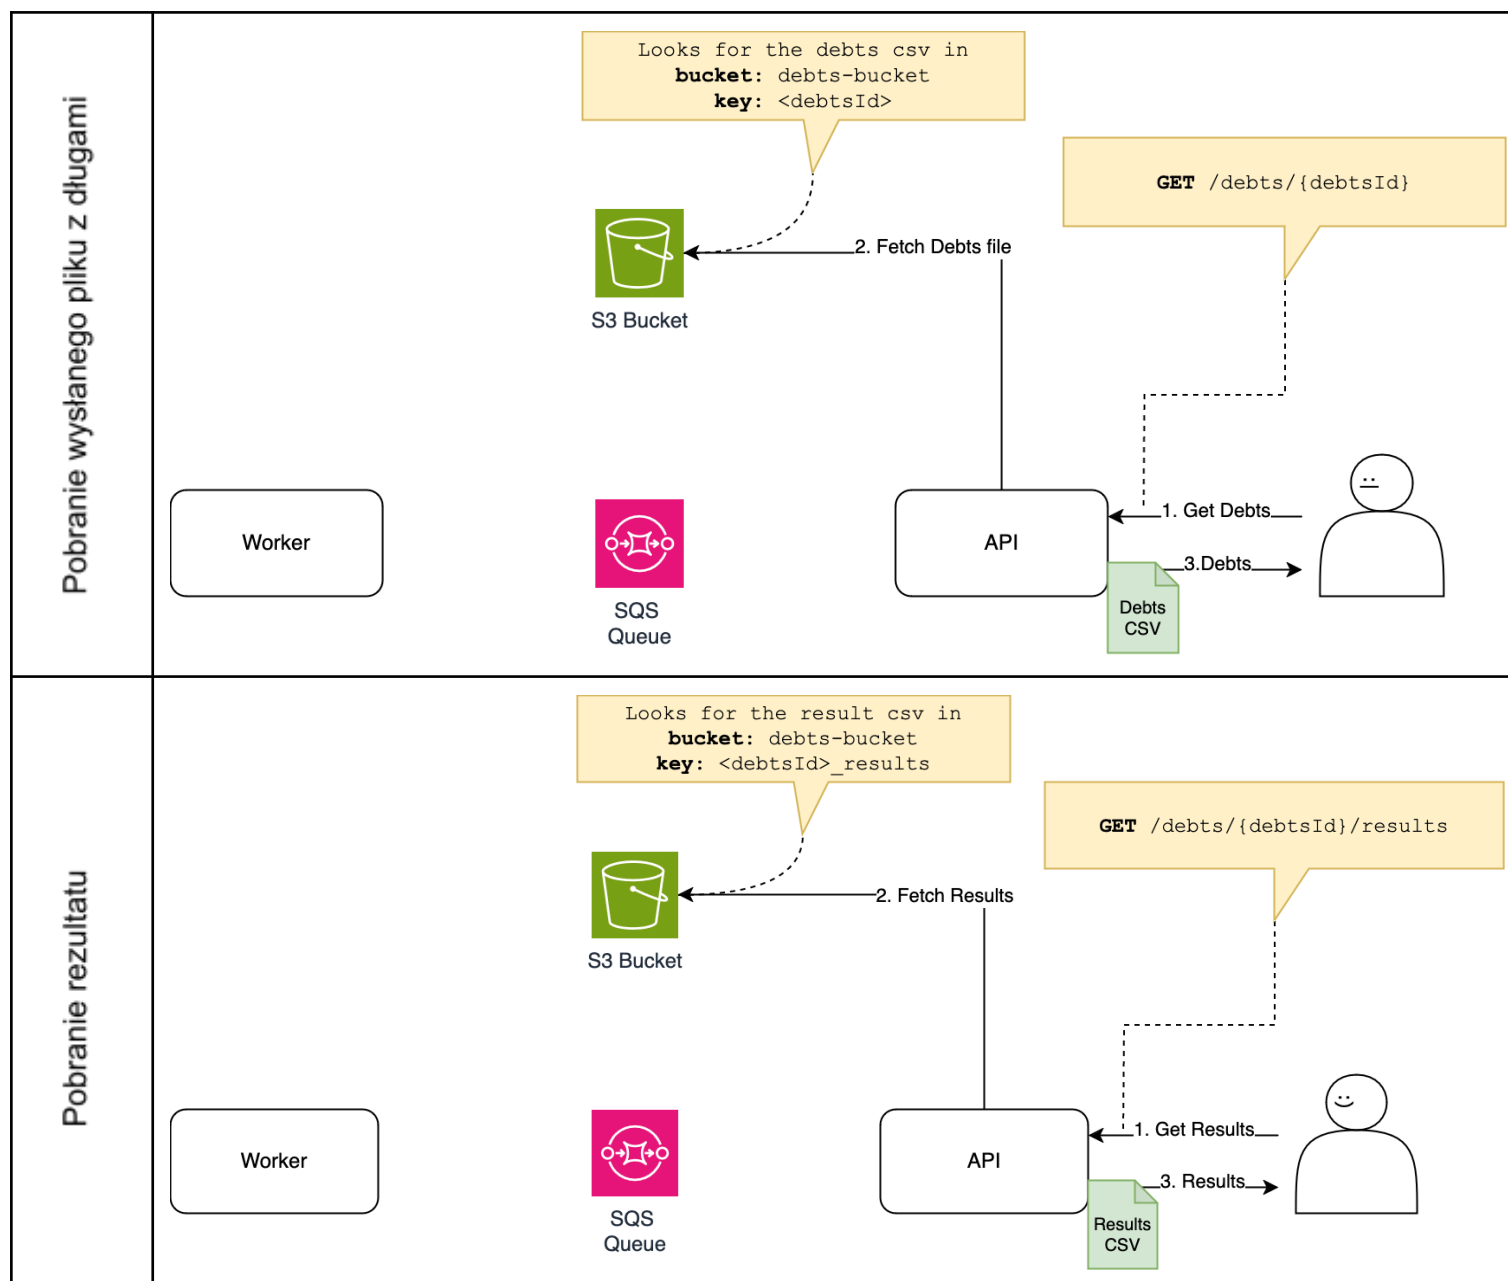 Pobranie wysłanego pliku z długami
Looks for the debts csv in
bucket: debts-bucket
key: <debtsId>
GET /debts/{debtsId}
2. Fetch Debts file
S3 Bucket
Worker
SQS
Queue
API
1. Get Debts
3.Debts
Debts
CSV
Pobranie rezultatu
Looks for the result csv in
bucket: debts-bucket
key: <debtsId>_results
GET /debts/{debtsId}/results
2. Fetch Results
S3 Bucket
Worker
SQS
Queue
API
1. Get Results
3. Results
Results
CSV